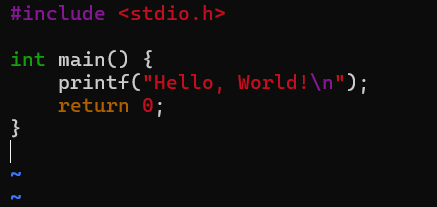 #include <stdio.h>

int main() {
    printf("Hello, World!\n");
    return 0;
}

~
~